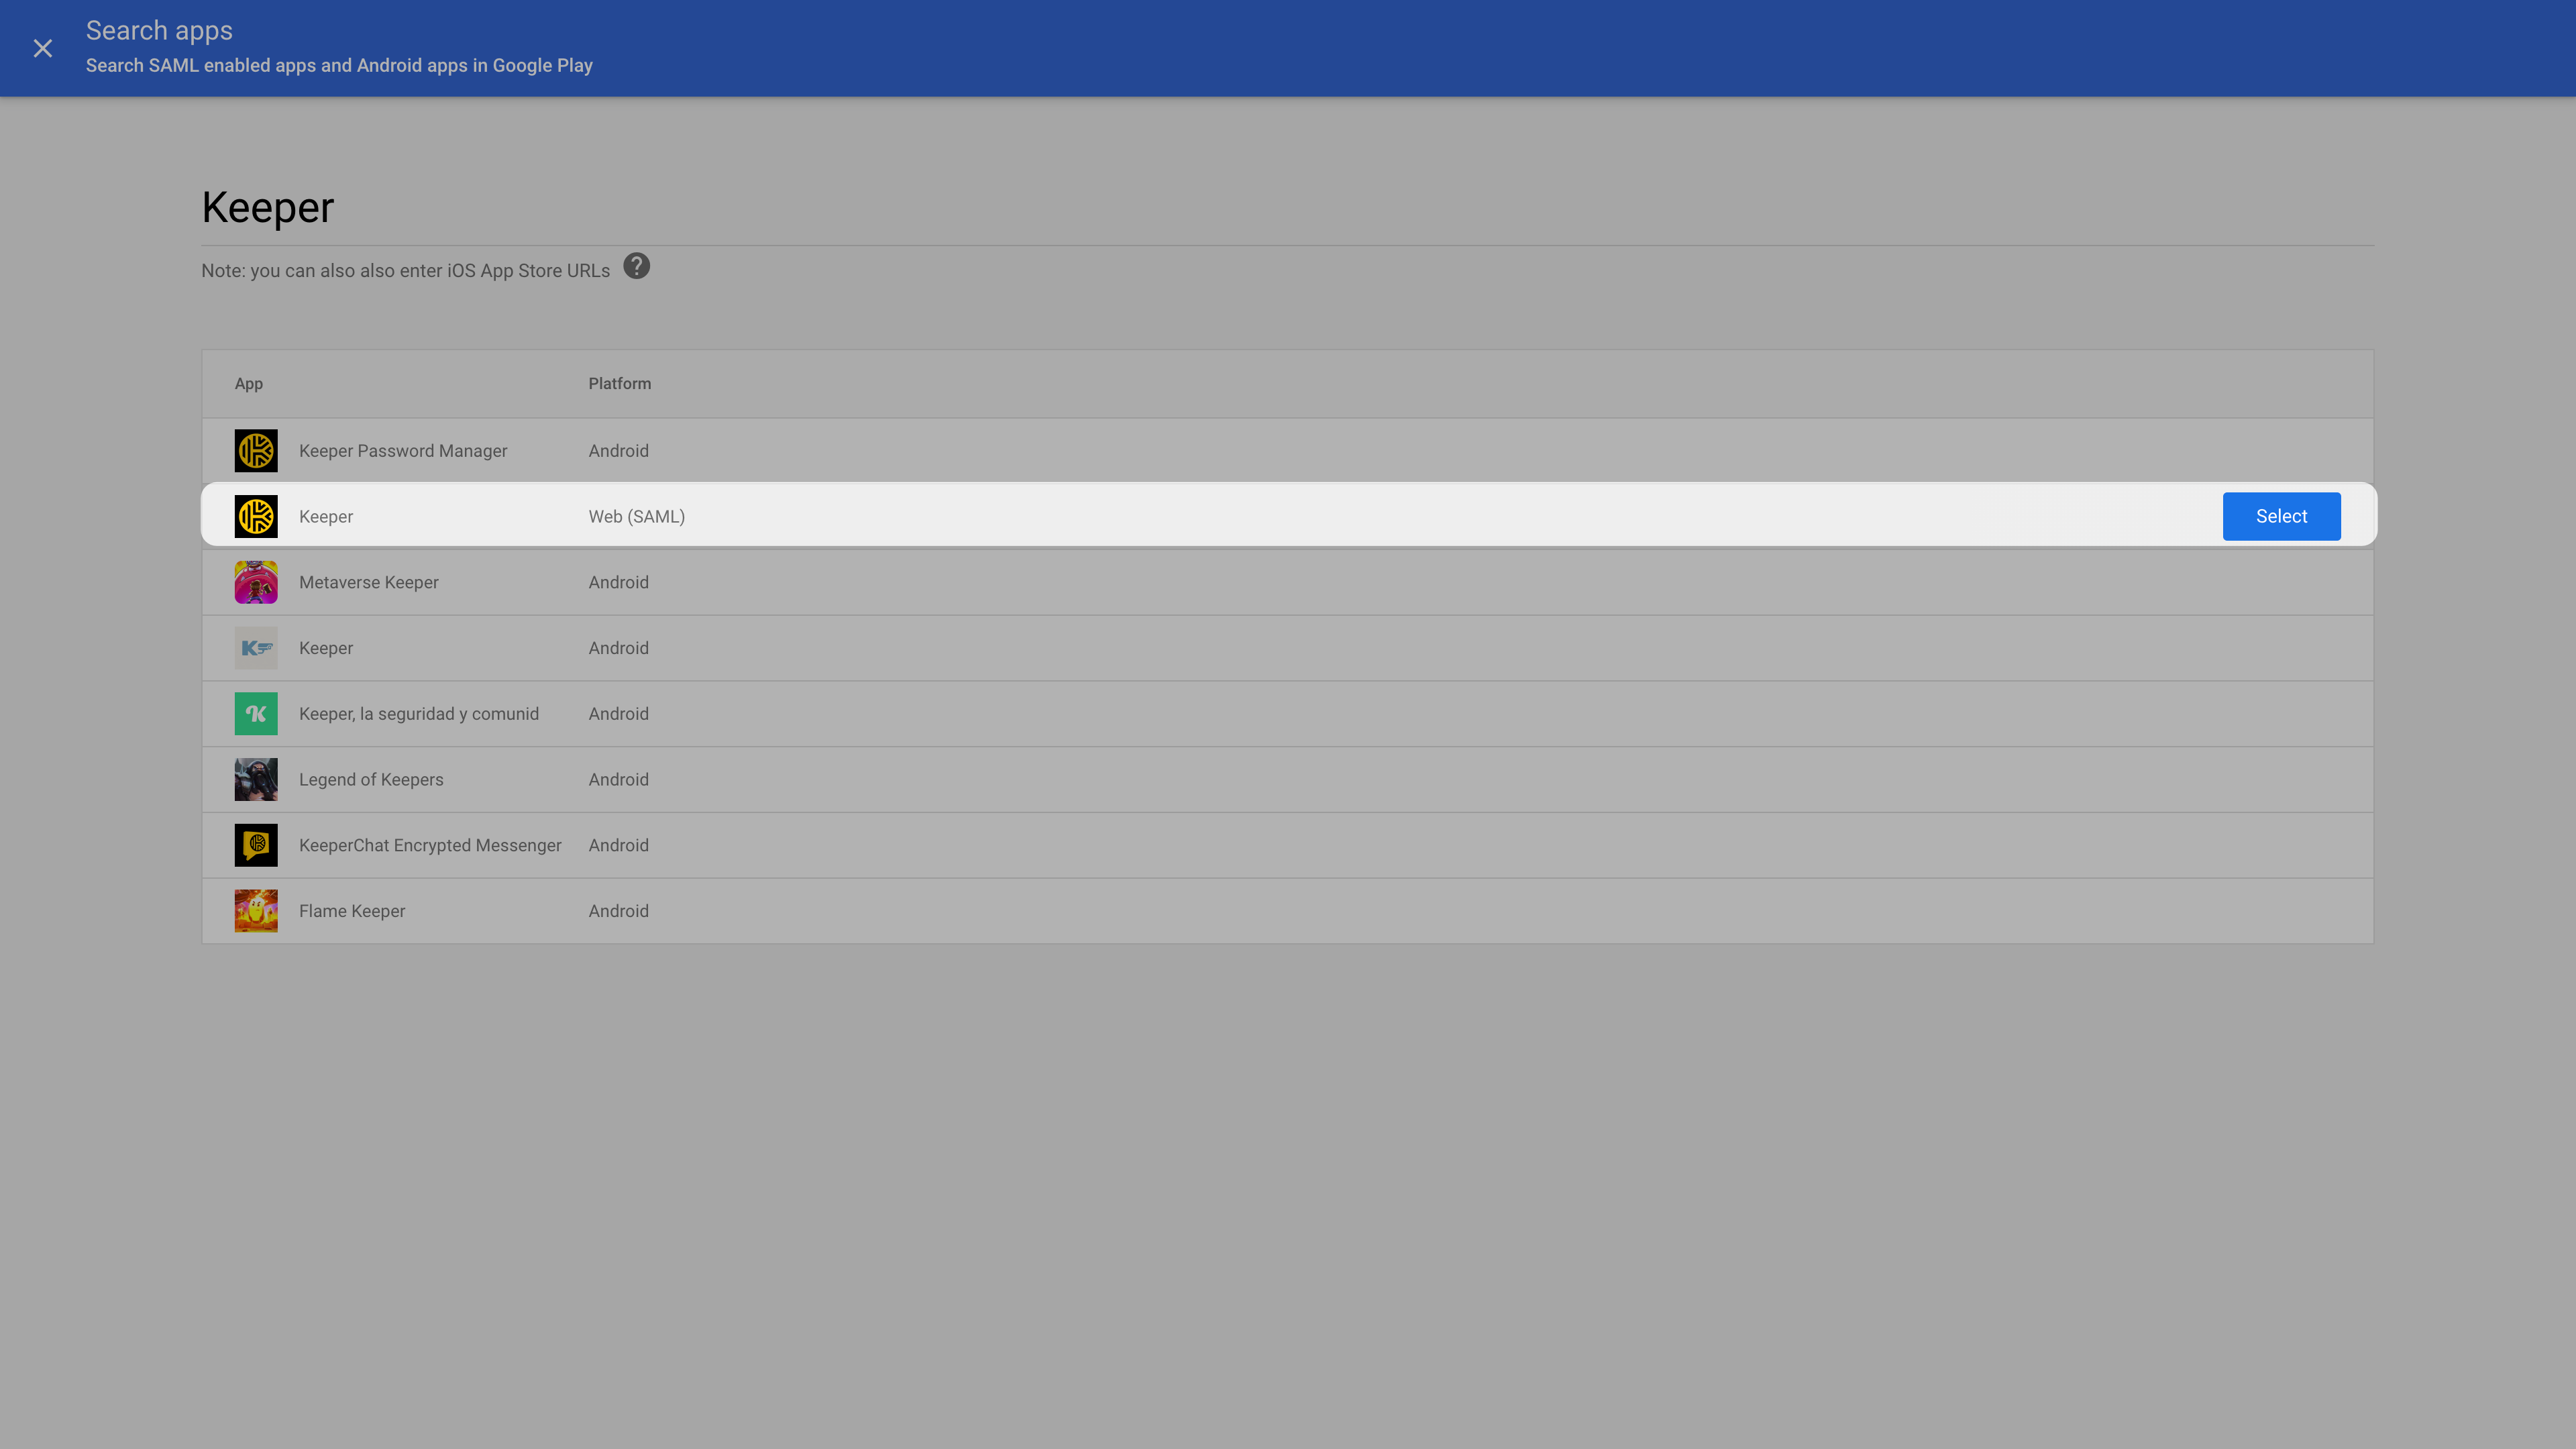 Search apps
Search SAML enabled apps and Android apps in Google Play
Keeper
Note: you can also also enter iOS App Store URLs ?
App Platform
Keeper Password Manager Android
Keeper Web (SAML) Select
Metaverse Keeper Android
Keeper Android
Keeper, la seguridad y comunid Android
Legend of Keepers Android
KeeperChat Encrypted Messenger Android
Flame Keeper Android